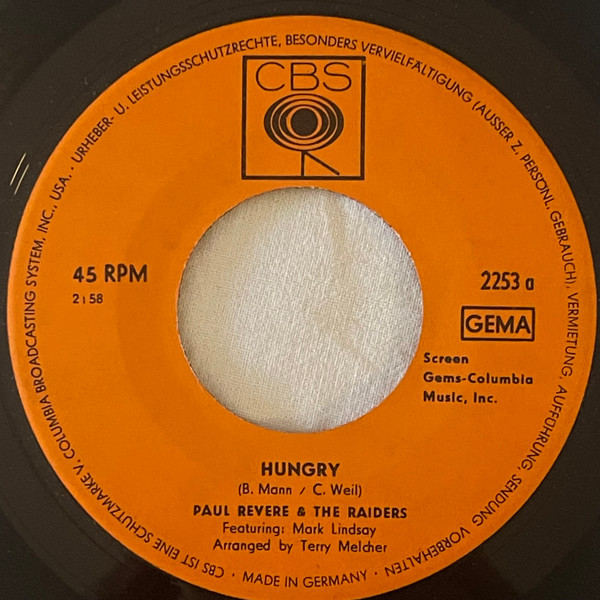 CBS
45 RPM
2:58
2253 a
GEMA
Screen
Gems-Columbia
Music, Inc.
HUNGRY
(B. Mann / C. Weil)
PAUL REVERE & THE RAIDERS
Featuring: Mark Lindsay
Arranged by Terry Melcher
CBS IST EINE SCHUTZMARKE V. COLUMBIA BROADCASTING SYSTEM, INC., USA. · URHEBER- U. LEISTUNGSSCHUTZRECHTE, BESONDERS VERVIELFÄLTIGUNG (AUSSER Z. PERSÖNL. GEBRAUCH), VERMIETUNG, AUFFÜHRUNG, SENDUNG VORBEHALTEN · MADE IN GERMANY ·